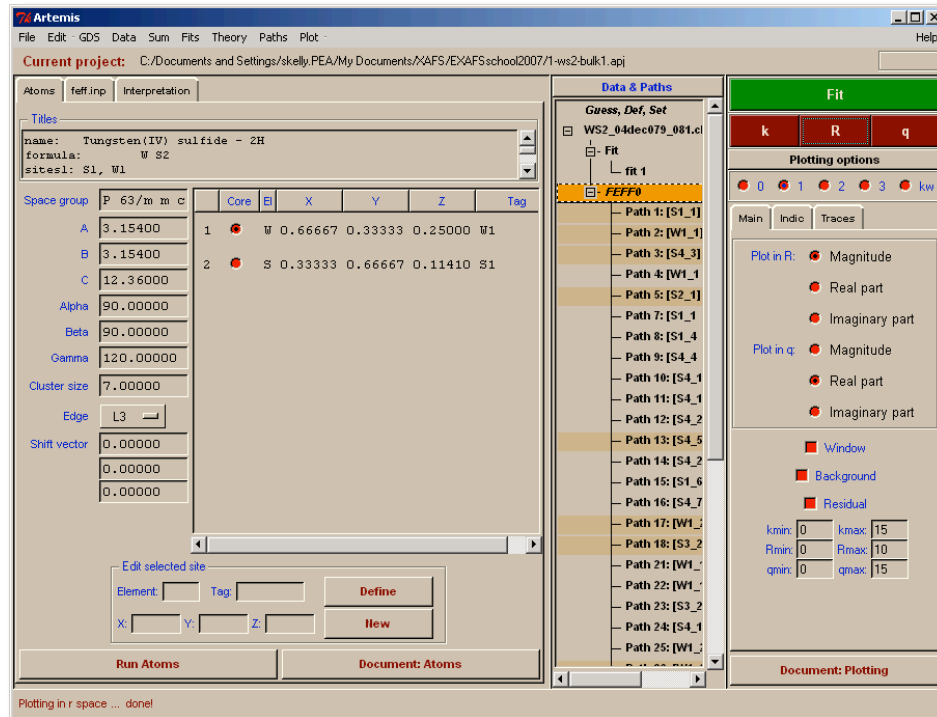 Artemis
File Edit GDS Data Sum Fits Theory Paths Plot Help
Current project: C:/Documents and Settings/skelly.PEA/My Documents/XAFS/EXAFSschool2007/1-ws2-bulk1.apj
Atoms feff.inp Interpretation
Titles
name: Tungsten(IV) sulfide - 2H
formula: W S2
sites1: S1, W1
Space group P 63/m m c
A 3.15400
B 3.15400
C 12.36000
Alpha 90.00000
Beta 90.00000
Gamma 120.00000
Cluster size 7.00000
Edge L3
Shift vector 0.00000
0.00000
0.00000
Core El X Y Z Tag
1 W 0.66667 0.33333 0.25000 W1
2 S 0.33333 0.66667 0.11410 S1
Edit selected site
Element: Tag: Define
X: Y: Z: New
Run Atoms Document: Atoms
Data & Paths
Guess, Def, Set
WS2_04dec079_081.cl
Fit
fit 1
FEFF0
Path 1: [S1_1]
Path 2: [W1_1]
Path 3: [S4_3]
Path 4: [W1_1
Path 5: [S2_1]
Path 7: [S1_1
Path 8: [S1_4
Path 9: [S4_4
Path 10: [S4_1
Path 11: [S4_1
Path 12: [S4_2
Path 13: [S4_5
Path 14: [S4_2
Path 15: [S1_6
Path 16: [S4_7
Path 17: [W1_2
Path 18: [S3_2
Path 21: [W1_1
Path 22: [W1_1
Path 23: [S3_2
Path 24: [S4_1
Path 25: [W1_2
Fit
k R q
Plotting options
0 1 2 3 kw
Main Indic Traces
Plot in R: Magnitude
Real part
Imaginary part
Plot in q: Magnitude
Real part
Imaginary part
Window
Background
Residual
kmin: 0 kmax: 15
Rmin: 0 Rmax: 10
qmin: 0 qmax: 15
Document: Plotting
Plotting in r space ... done!